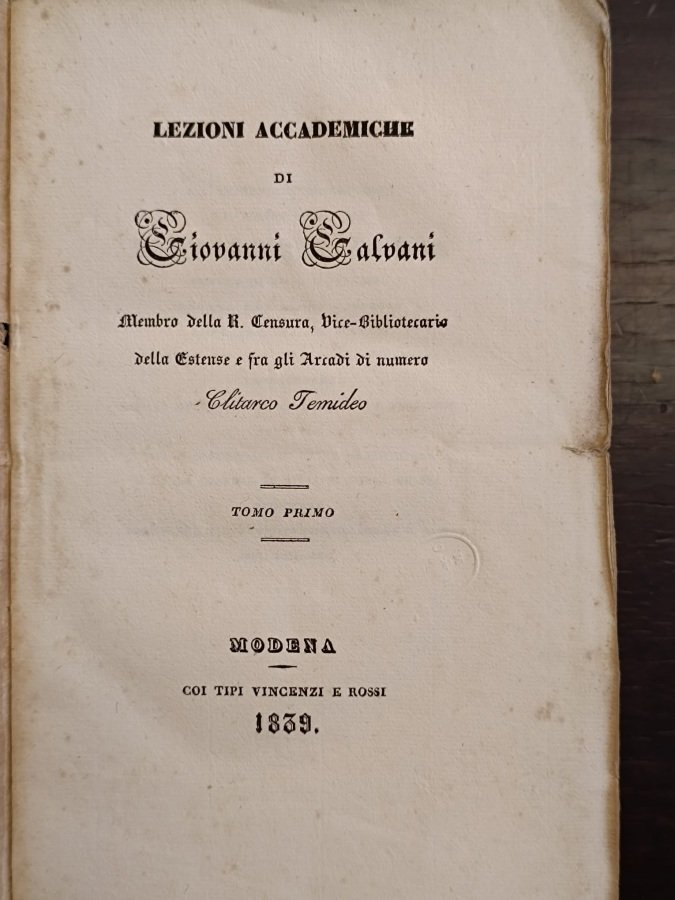 LEZIONI ACCADEMICHE
DI
Giovanni Galvani
Membro della R. Censura, Vice-Bibliotecario
della Estense e fra gli Arcadi di numero
Clitarco Temideo
TOMO PRIMO
MODENA
COI TIPI VINCENZI E ROSSI
1839.